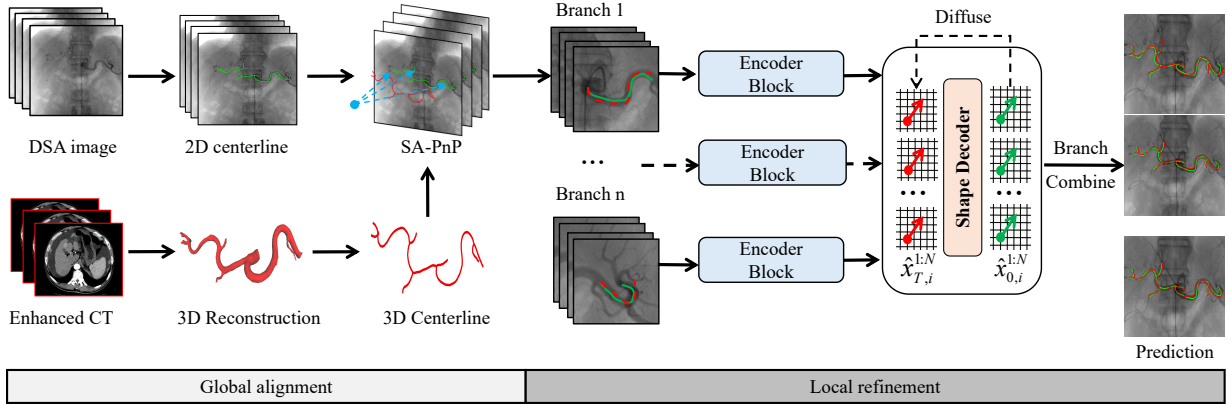 DSA image
2D centerline
SA-PnP
Enhanced CT
3D Reconstruction
3D Centerline
Branch 1
...
Branch n
Encoder
Block
Encoder
Block
Encoder
Block
Diffuse
Shape Decoder
...
...
x̂_{T,i}^{1:N}
x̂_{0,i}^{1:N}
Branch
Combine
Prediction
Global alignment
Local refinement